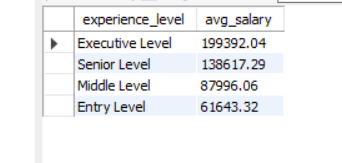 experience_level avg_salary
Executive Level 199392.04
Senior Level 138617.29
Middle Level 87996.06
Entry Level 61643.32